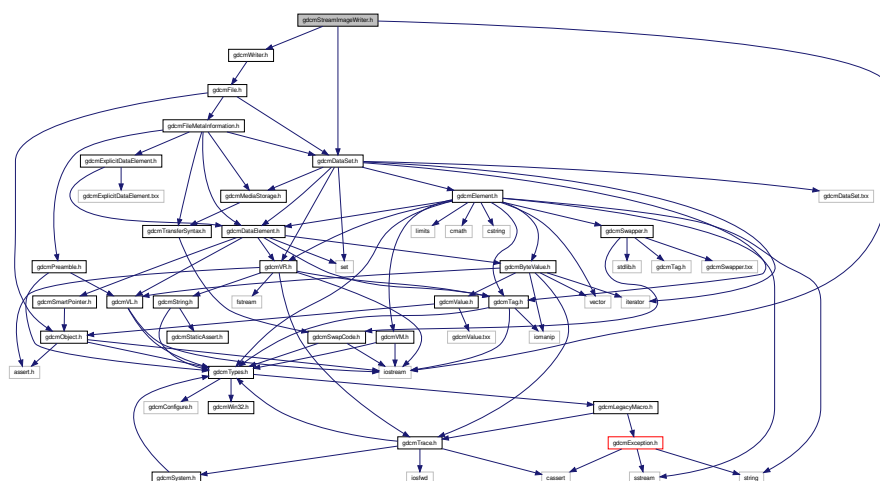 gdcmStreamImageWriter.h
gdcmWriter.h
gdcmFile.h
gdcmFileMetaInformation.h
gdcmExplicitDataElement.h
gdcmDataSet.h
gdcmExplicitDataElement.txx
gdcmMediaStorage.h
gdcmElement.h
gdcmDataSet.txx
gdcmTransferSyntax.h
gdcmDataElement.h
limits
cmath
cstring
gdcmSwapper.h
gdcmPreamble.h
gdcmVR.h
set
gdcmByteValue.h
stdlib.h
gdcmTag.h
gdcmSwapper.txx
gdcmSmartPointer.h
gdcmVL.h
gdcmString.h
fstream
gdcmValue.h
gdcmTag.h
vector
iterator
gdcmObject.h
gdcmStaticAssert.h
gdcmSwapCode.h
gdcmVM.h
gdcmValue.txx
iomanip
assert.h
gdcmTypes.h
iostream
gdcmConfigure.h
gdcmWin32.h
gdcmLegacyMacro.h
gdcmTrace.h
gdcmException.h
gdcmSystem.h
iosfwd
cassert
sstream
string